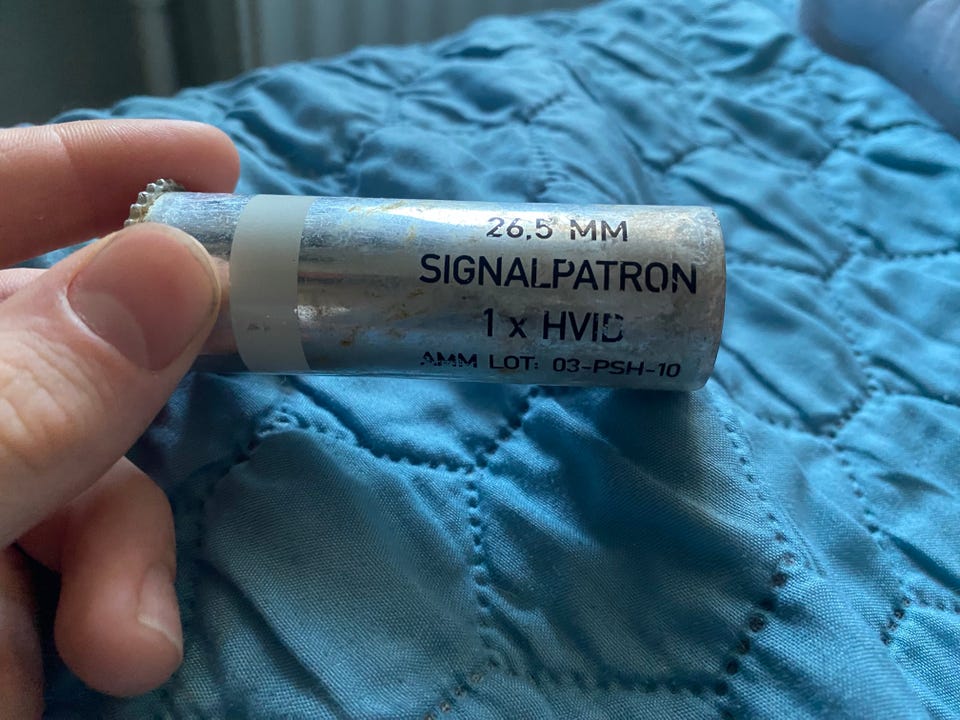 26,5 MM
SIGNALPATRON
1 x HVID
AMM LOT: 03-PSH-10